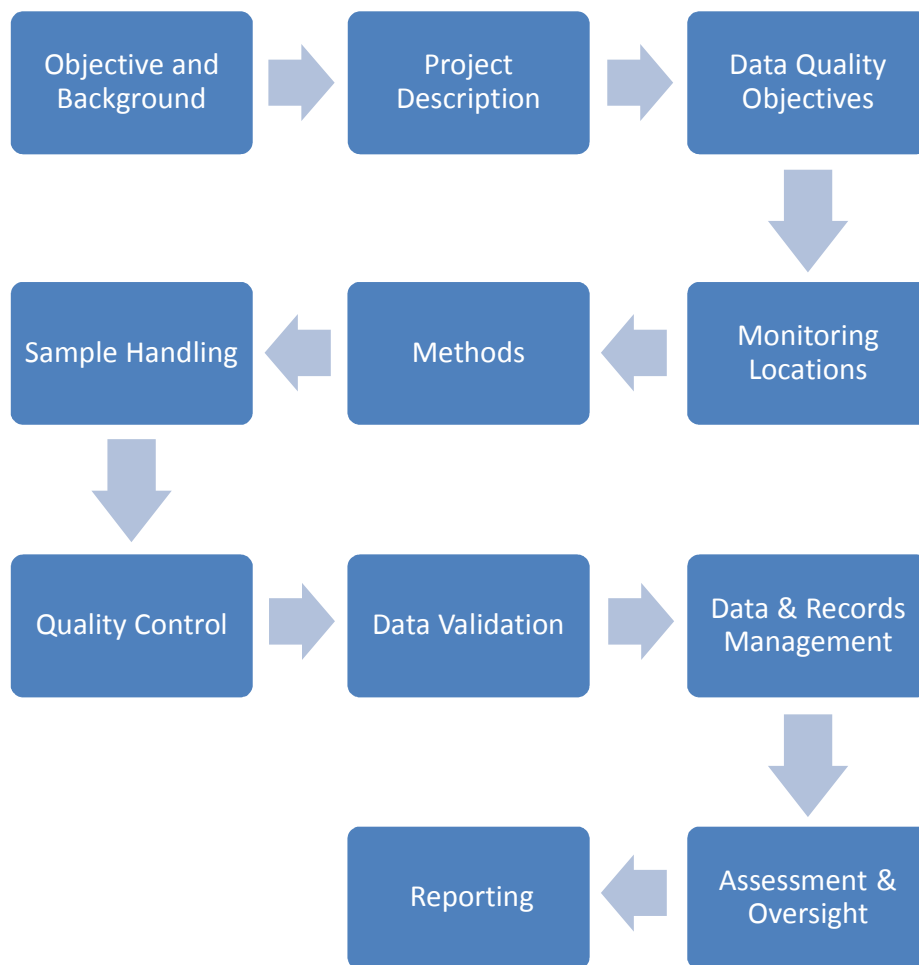 Objective and
Background
Project
Description
Data Quality
Objectives
Monitoring
Locations
Methods
Sample Handling
Quality Control
Data Validation
Data & Records
Management
Assessment &
Oversight
Reporting